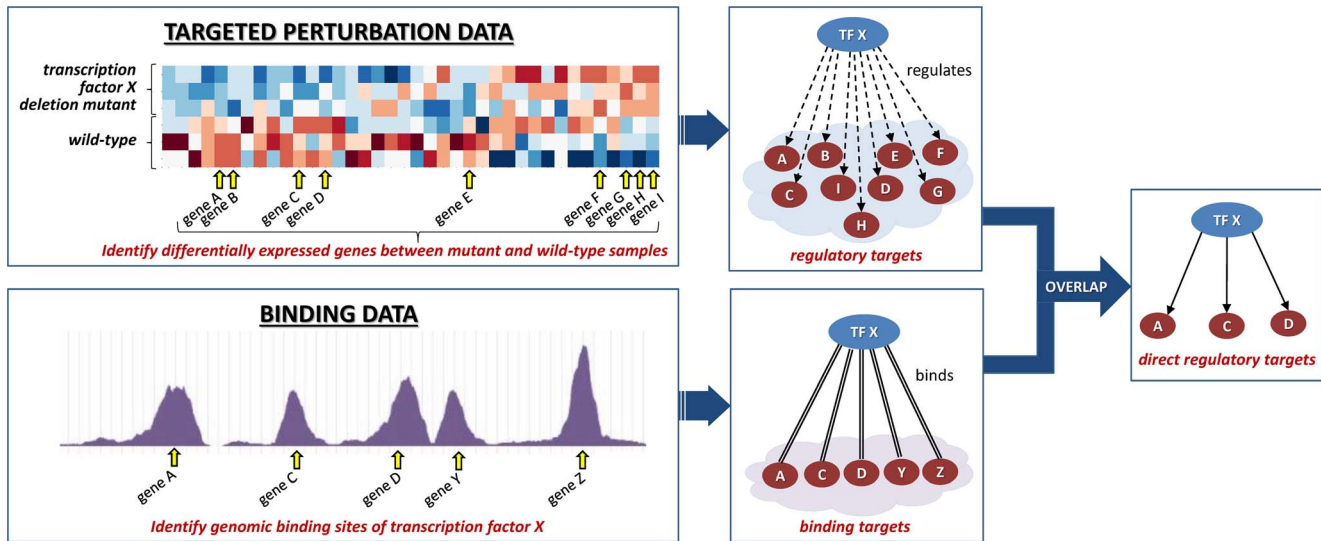 TARGETED PERTURBATION DATA
transcription
factor X
deletion mutant
wild-type
gene A
gene B
gene C
gene D
gene E
gene F
gene G
gene H
gene I
Identify differentially expressed genes between mutant and wild-type samples
TF X
regulates
A
B
E
F
C
I
D
G
H
regulatory targets
BINDING DATA
gene A
gene C
gene D
gene Y
gene Z
Identify genomic binding sites of transcription factor X
TF X
binds
A
C
D
Y
Z
binding targets
OVERLAP
TF X
A
C
D
direct regulatory targets